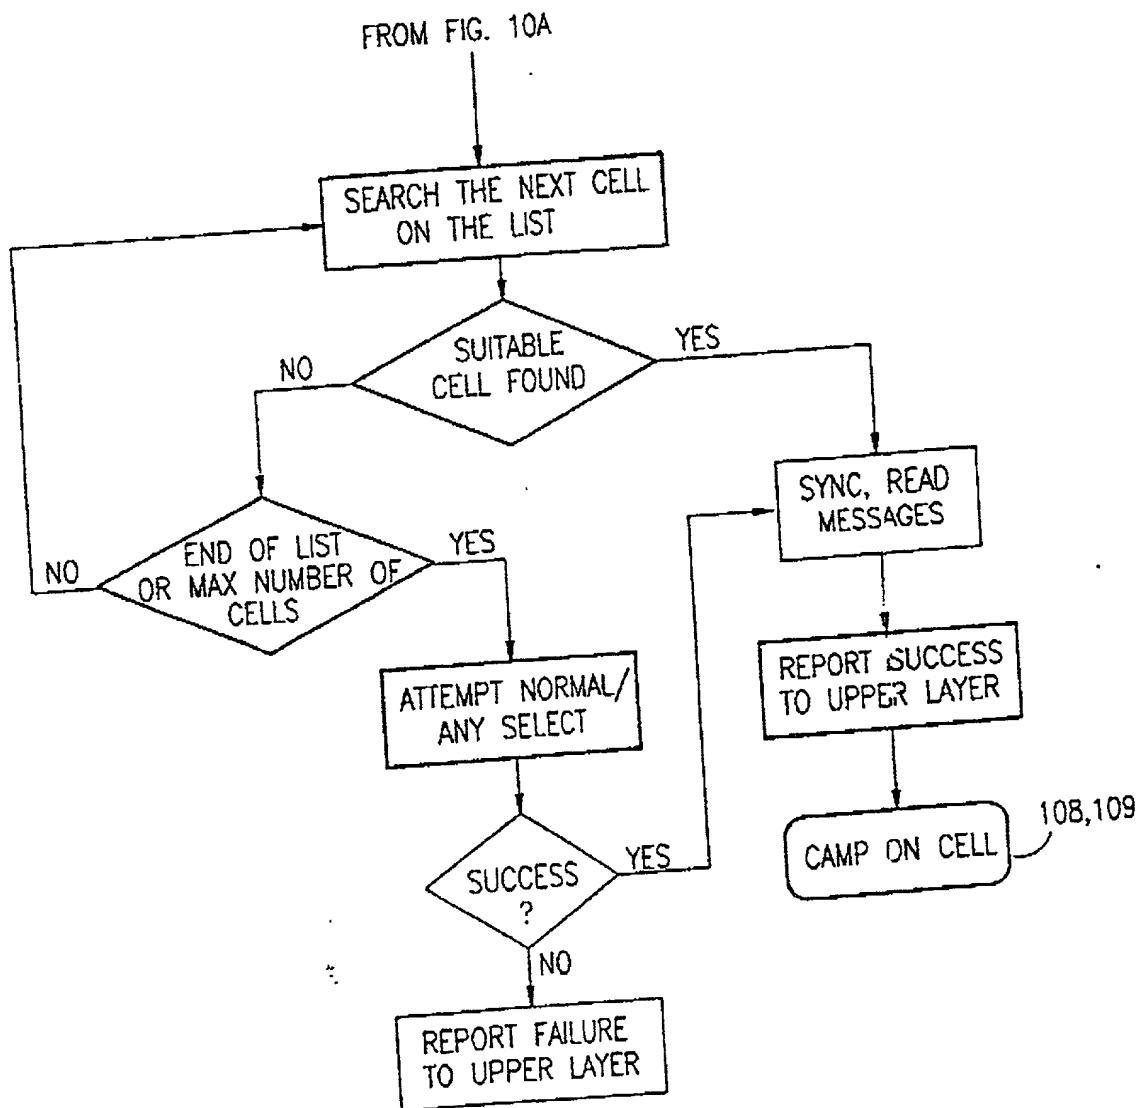 FROM FIG. 10A
SEARCH THE NEXT CELL
ON THE LIST
SUITABLE
CELL FOUND
YES
NO
SYNC, READ
MESSAGES
END OF LIST
OR MAX NUMBER OF
CELLS
YES
NO
REPORT SUCCESS
TO UPPER LAYER
ATTEMPT NORMAL/
ANY SELECT
108,109
CAMP ON CELL
SUCCESS
?
YES
NO
REPORT FAILURE
TO UPPER LAYER